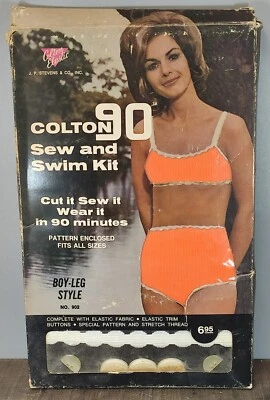 J. P. STEVENS & CO., INC.
COLTON 90
Sew and
Swim Kit
Cut it Sew it
Wear it
in 90 minutes
PATTERN ENCLOSED
FITS ALL SIZES
BOY-LEG
STYLE
COMPLETE WITH ELASTIC FABRIC • ELASTIC TRIM
BUTTONS • SPECIAL PATTERN AND STRETCH THREAD
6 95